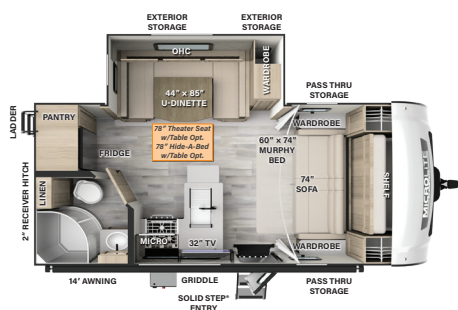 EXTERIOR
STORAGE
EXTERIOR
STORAGE
OHC
WARDROBE
44" x 85"
U-DINETTE
PASS THRU
STORAGE
LADDER
PANTRY
WARDROBE
78" Theater Seat
w/Table Opt.
78" Hide-A-Bed
w/Table Opt.
FRIDGE
60" x 74"
MURPHY
BED
74"
SOFA
SHELF
MICROLITE
2" RECEIVER HITCH
LINEN
MICRO
32" TV
WARDROBE
14' AWNING
GRIDDLE
SOLID STEP®
ENTRY
PASS THRU
STORAGE